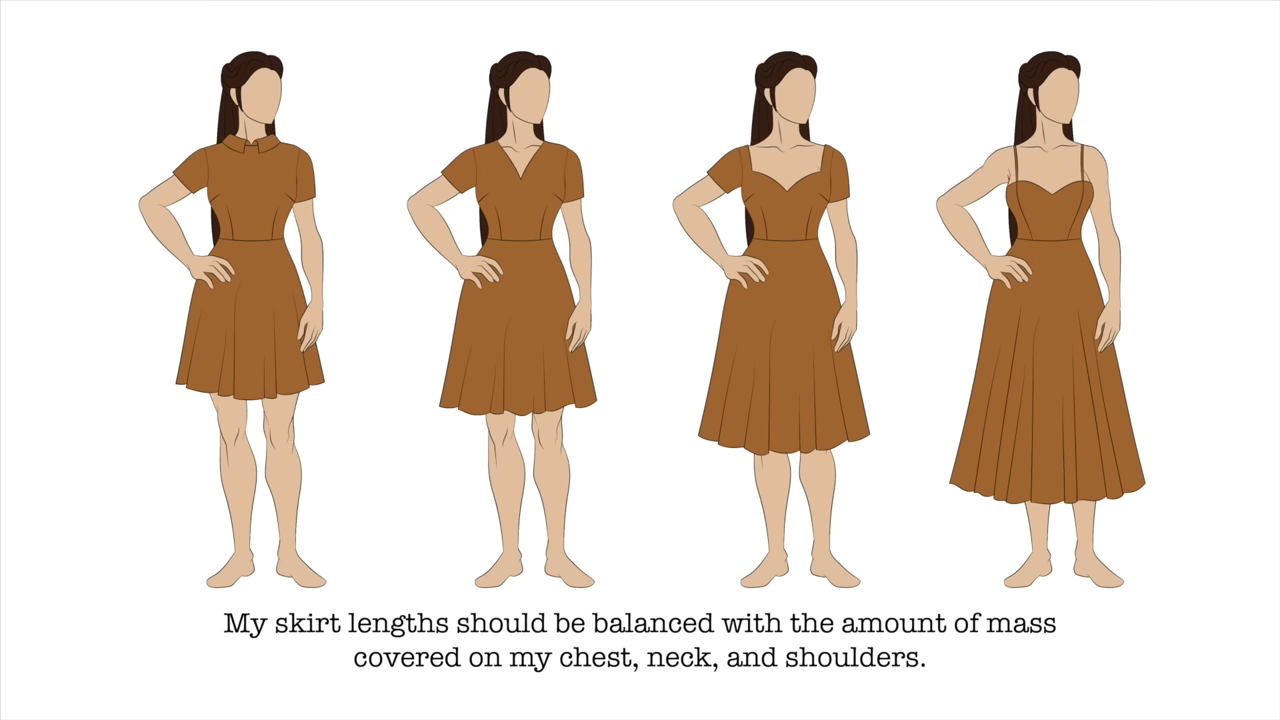 My skirt lengths should be balanced with the amount of mass
covered on my chest, neck, and shoulders.